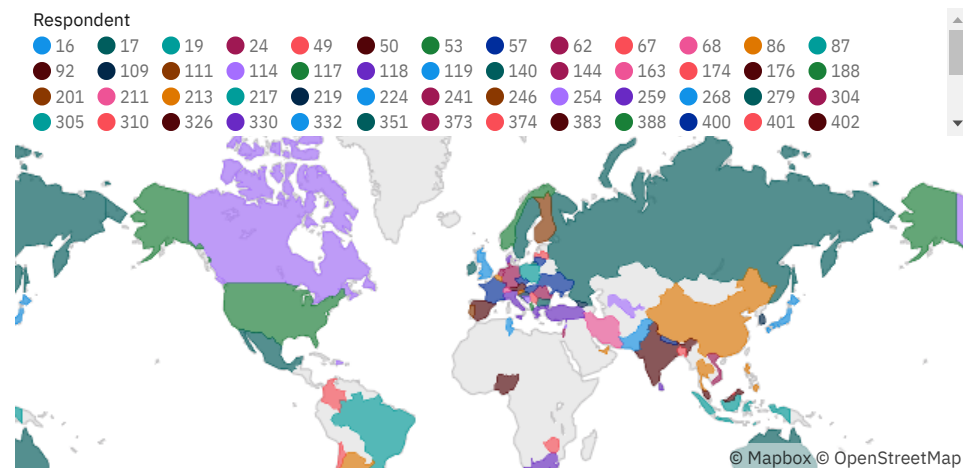 Respondent
16 17 19 24 49 50 53 57 62 67 68 86 87
92 109 111 114 117 118 119 140 144 163 174 176 188
201 211 213 217 219 224 241 246 254 259 268 279 304
305 310 326 330 332 351 373 374 383 388 400 401 402
© Mapbox © OpenStreetMap